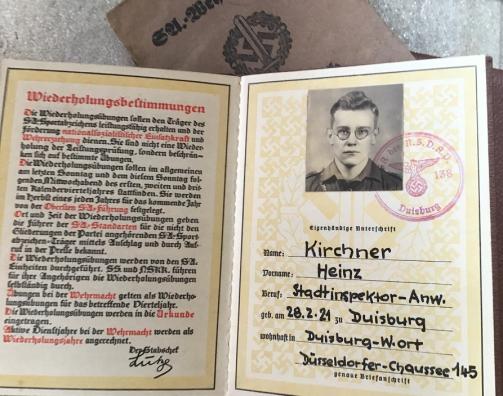 SA.-We
Wiederholungsbestimmungen
Die Wiederholungsübungen sollen den Träger des
SA-Sportabzeichens leistungsfähig erhalten und der
Förderung nationalsozialistischer Einsatzkraft und
Wehrerziehung dienen. Sie sind nicht eine Wieder-
holung der Leistungsprüfung, sondern beschrän-
ken sich auf bestimmte Übungen.
Die Wiederholungsübungen sollen im allgemeinen
am letzten Sonntag und dem diesem Sonntag fol-
genden Mittwochabend des ersten, zweiten und drit-
ten Kalendervierteljahres stattfinden. Sie werden
im Herbst eines jeden Jahres für das kommende Jahr
von der Obersten SA-Führung festgelegt.
Ort und Zeit der Wiederholungsübungen geben
die Führer der SA-Standarten für die nicht den
Gliederungen der Partei angehörenden SA-Sport-
abzeichen-Träger mittels Anschlag und durch Auf-
ruf in der Presse bekannt.
Die Wiederholungsübungen werden von den SA.
Einheiten durchgeführt. SS und NSKK. führen
für ihre Angehörigen die Wiederholungsübungen
selbständig durch.
Übungen bei der Wehrmacht gelten als Wiederho-
lungsübungen für das betreffende Vierteljahr.
Die Wiederholungsübungen werden in die Urkunde
eingetragen.
Aktive Dienstjahre bei der Wehrmacht werden als
Wiederholungsjahre angerechnet.
Der Stabschef
Lutze
N.S.D.A.P.
138
Duisburg
Eigenhändige Unterschrift
Name: Kirchner
Vorname: Heinz
Beruf: Stadtinspektor-Anw.
geb. am 28.2.21 zu Duisburg
wohnhaft in Duisburg-Wort
Düsseldorfer-Chaussee 145
genaue Briefanschrift